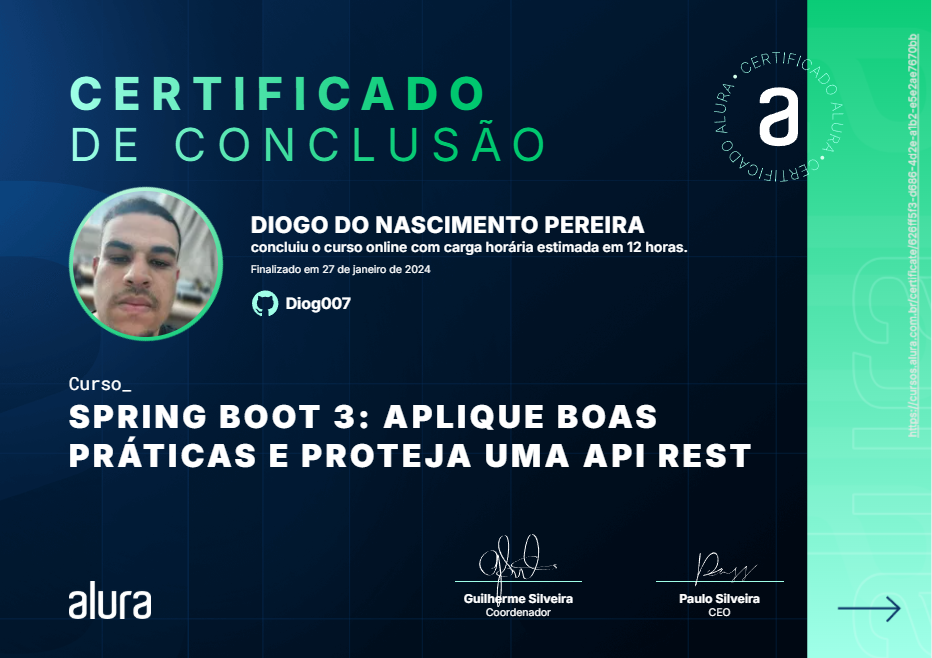 CERTIFICADO
DE CONCLUSÃO
CERTIFICADO ALURA • CERTIFICADO ALURA •
a
DIOGO DO NASCIMENTO PEREIRA
concluiu o curso online com carga horária estimada em 12 horas.
Finalizado em 27 de janeiro de 2024
Diog007
Curso_
SPRING BOOT 3: APLIQUE BOAS
PRÁTICAS E PROTEJA UMA API REST
alura
Guilherme Silveira
Coordenador
Paulo Silveira
CEO
https://cursos.alura.com.br/certificate/626ff5f3-d686-4d2e-a1b2-e5e2ae7670bb
alura